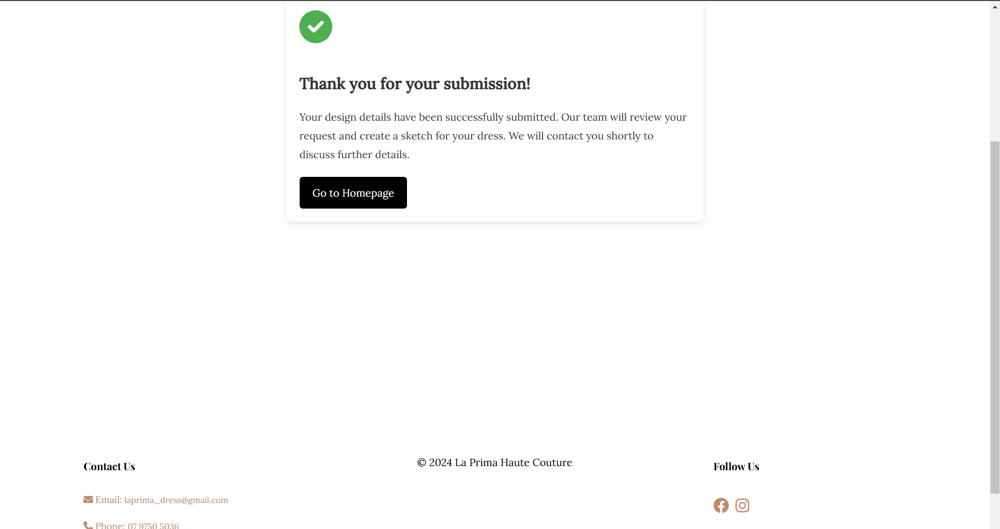 Thank you for your submission!
Your design details have been successfully submitted. Our team will review your
request and create a sketch for your dress. We will contact you shortly to
discuss further details.
Go to Homepage
Contact Us
Email: laprima_dress@gmail.com
Phone: 07 9750 5036
© 2024 La Prima Haute Couture
Follow Us